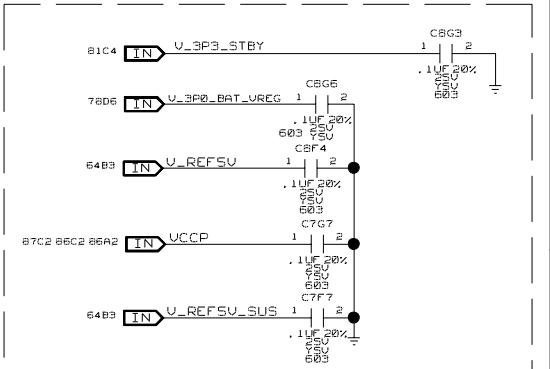 C8G3
81C4 IN V_3P3_STBY 1 2
.1UF 20%
25V
Y5V
603
C8G6
78D6 IN V_3P0_BAT_VREG 1 2
.1UF 20%
25V
603 Y5V
C8F4
64B3 IN V_REF5V 1 2
.1UF 20%
25V
Y5V
603
C7G7
87C2 86C2 86A2 IN VCCP 1 2
.1UF 20%
25V
Y5V
603
C7F7
64B3 IN V_REF5V_SUS 1 2
.1UF 20%
25V
Y5V
603